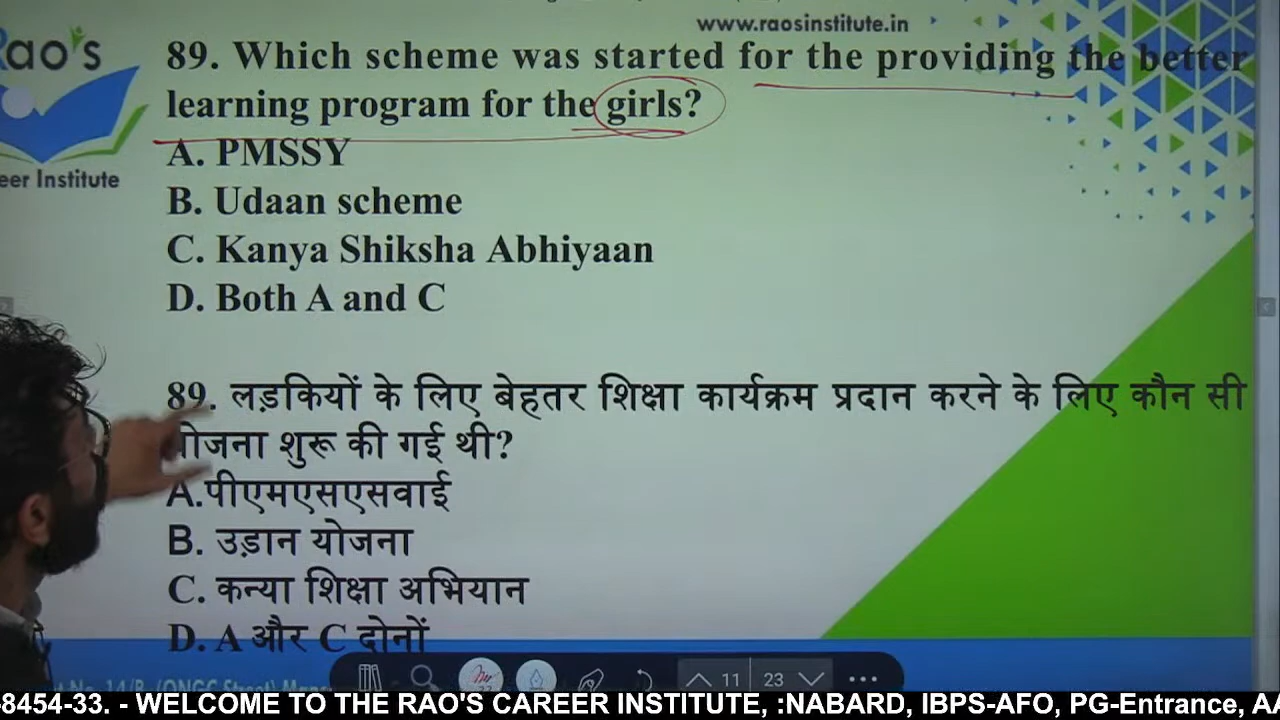 www.raosinstitute.in
Rao's
eer Institute
89. Which scheme was started for the providing the better
learning program for the girls?
A. PMSSY
B. Udaan scheme
C. Kanya Shiksha Abhiyaan
D. Both A and C
89. लड़कियों के लिए बेहतर शिक्षा कार्यक्रम प्रदान करने के लिए कौन सी
योजना शुरू की गई थी?
A.पीएमएसएसवाई
B. उड़ान योजना
C. कन्या शिक्षा अभियान
D. A और C दोनों
11 23
-8454-33. - WELCOME TO THE RAO'S CAREER INSTITUTE, :NABARD, IBPS-AFO, PG-Entrance, AA